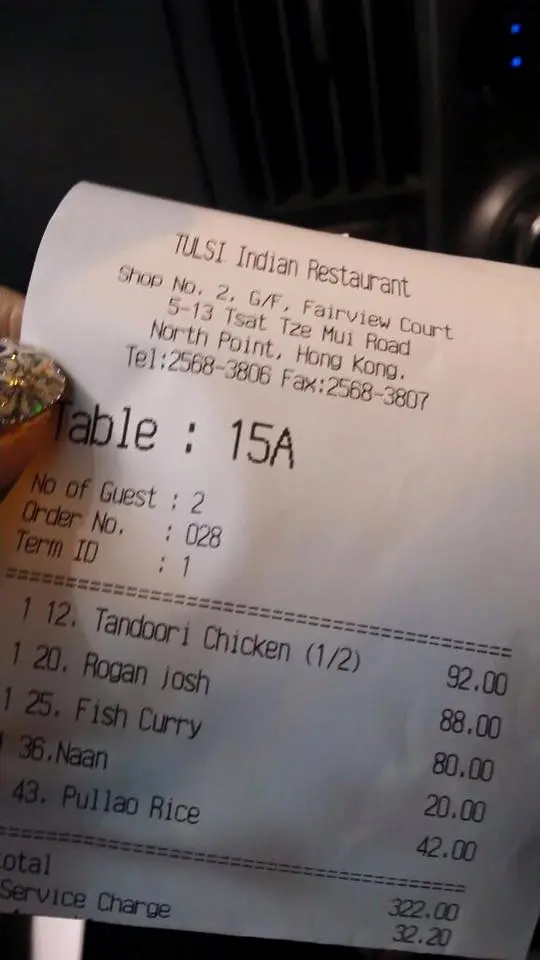 TULSI Indian Restaurant
Shop No. 2, G/F, Fairview Court
5-13 Tsat Tze Mui Road
North Point, Hong Kong.
Tel:2568-3806 Fax:2568-3807
Table : 15A
No of Guest : 2
Order No. : 028
Term ID : 1
1 12. Tandoori Chicken (1/2) 92.00
1 20. Rogan josh 88.00
1 25. Fish Curry 80.00
1 36.Naan 20.00
43. Pullao Rice 42.00
otal 322.00
Service Charge 32.20